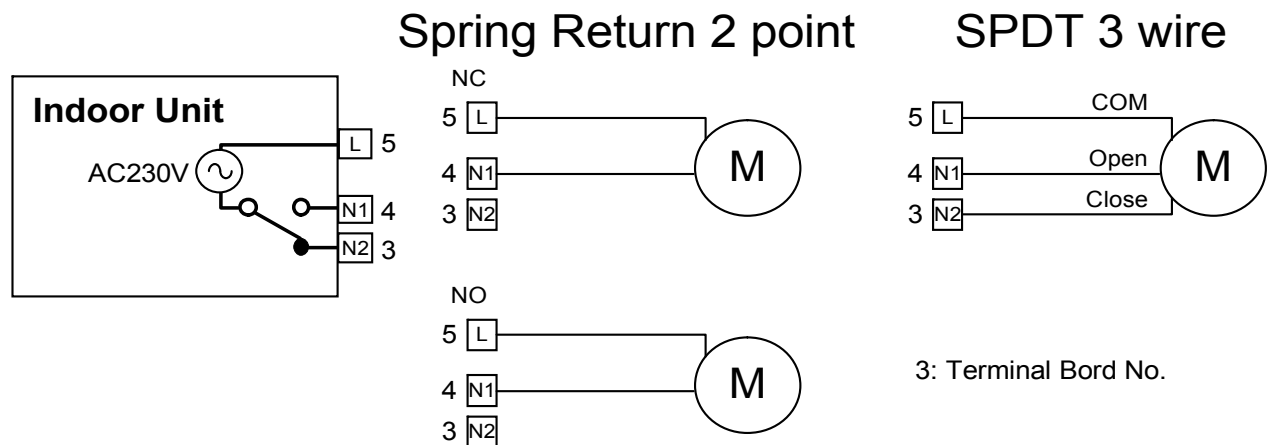 Spring Return 2 point
SPDT 3 wire
Indoor Unit
AC230V
L 5
N1 4
N2 3
NC
5 L
4 N1
3 N2
M
NO
5 L
4 N1
3 N2
M
5 L
4 N1
3 N2
COM
Open
Close
M
3: Terminal Bord No.